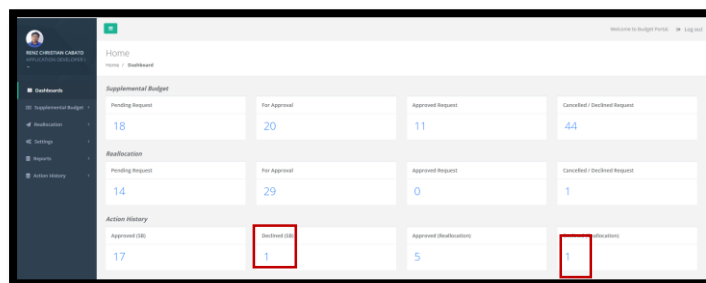 Welcome to Budget Portal. Log out
RENZ CHRISTIAN CABATO
APPLICATION DEVELOPER I
Home
Home / Dashboard
Dashboards
Supplemental Budget
Reallocation
Settings
Reports
Action History
Supplemental Budget
Pending Request
For Approval
Approved Request
Cancelled / Declined Request
18
20
11
44
Reallocation
Pending Request
For Approval
Approved Request
Cancelled / Declined Request
14
29
0
1
Action History
Approved (SB)
Declined (SB)
Approved (Reallocation)
Declined (Reallocation)
17
1
5
1